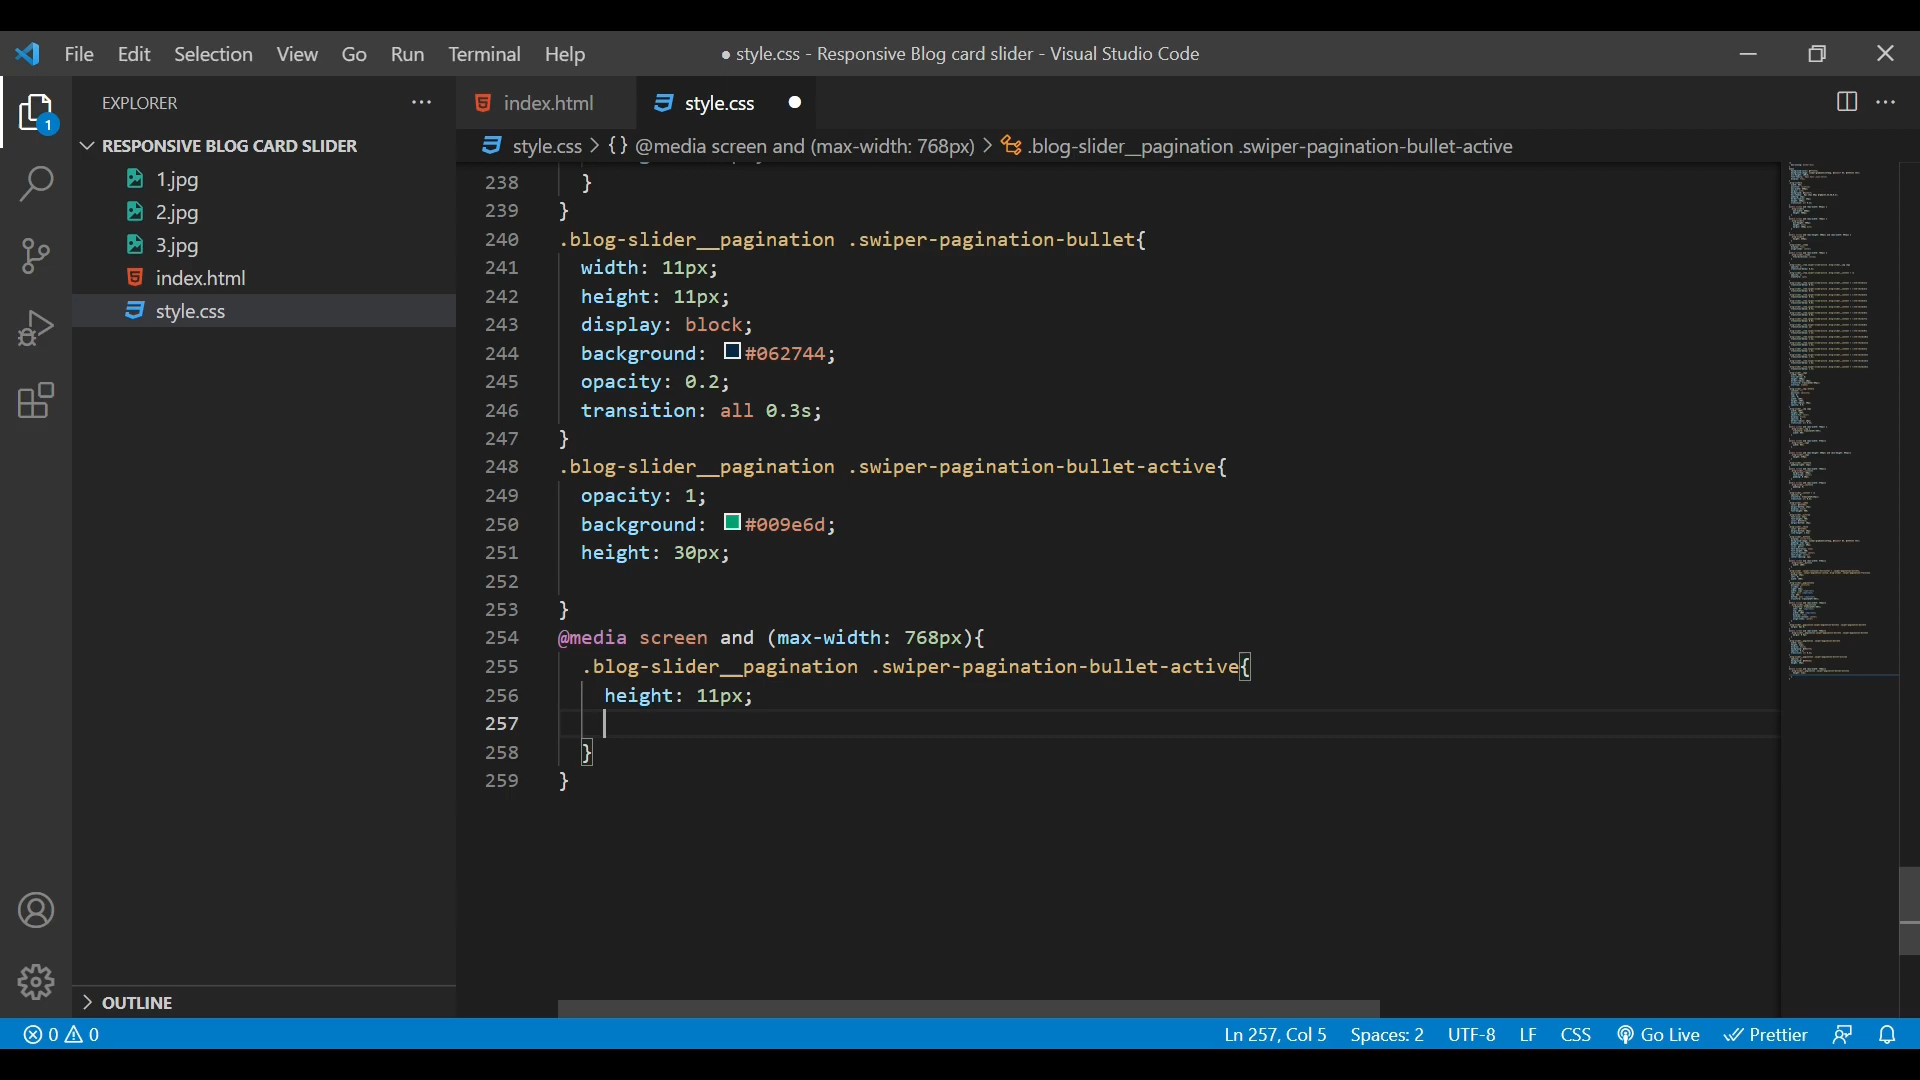 File Edit Selection View Go Run Terminal Help
● style.css - Responsive Blog card slider - Visual Studio Code
EXPLORER
1
RESPONSIVE BLOG CARD SLIDER
1.jpg
2.jpg
3.jpg
index.html
style.css
OUTLINE
index.html
style.css
style.css > {} @media screen and (max-width: 768px) > .blog-slider__pagination .swiper-pagination-bullet-active
238 }
239 }
240 .blog-slider__pagination .swiper-pagination-bullet{
241 width: 11px;
242 height: 11px;
243 display: block;
244 background: #062744;
245 opacity: 0.2;
246 transition: all 0.3s;
247 }
248 .blog-slider__pagination .swiper-pagination-bullet-active{
249 opacity: 1;
250 background: #009e6d;
251 height: 30px;
252
253 }
254 @media screen and (max-width: 768px){
255 .blog-slider__pagination .swiper-pagination-bullet-active{
256 height: 11px;
257
258 }
259 }
0 0
Ln 257, Col 5 Spaces: 2 UTF-8 LF CSS Go Live Prettier